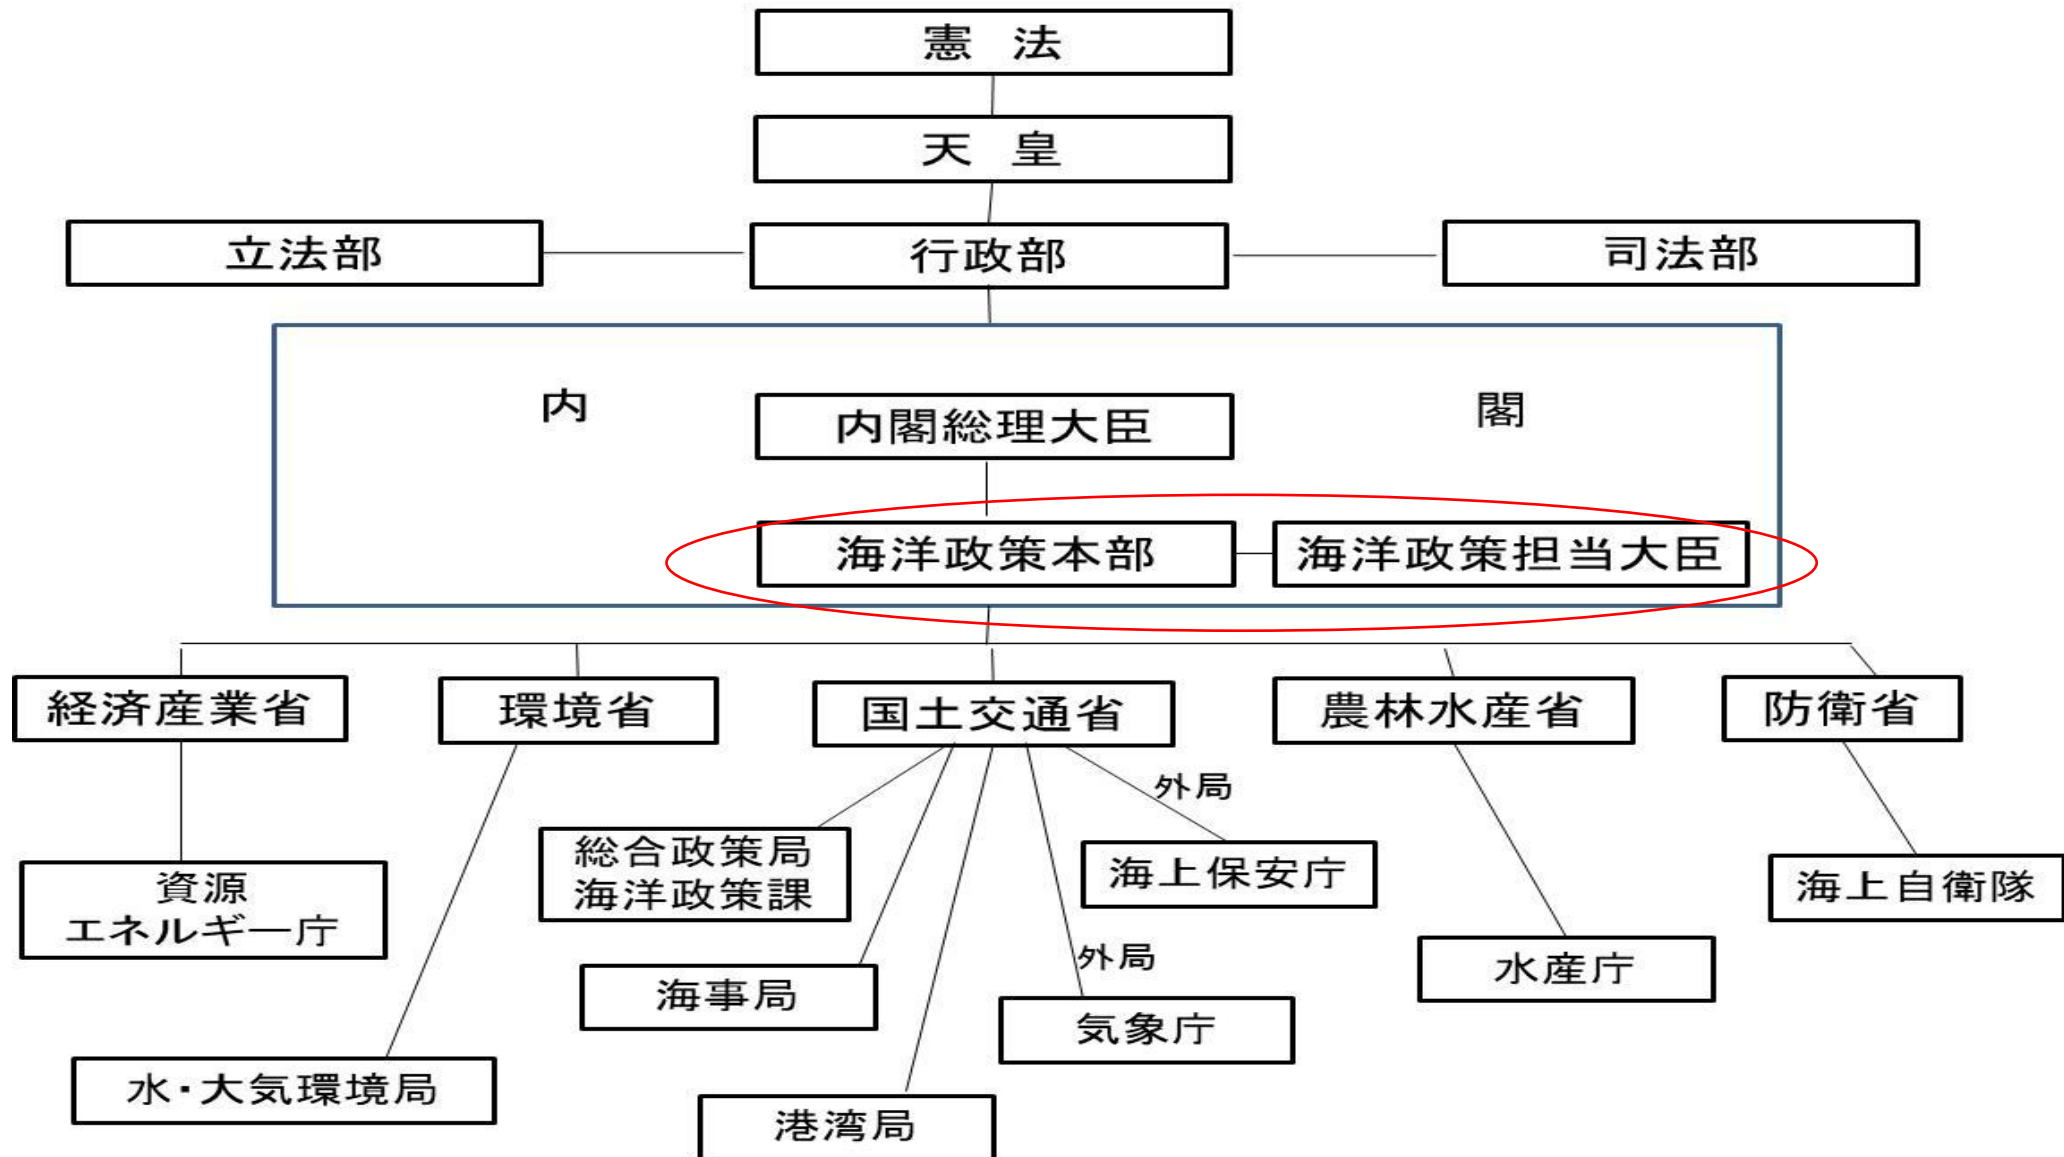 憲 法
天 皇
立法部
行政部
司法部
内 閣
内閣総理大臣
海洋政策本部
海洋政策担当大臣
経済産業省
環境省
国土交通省
農林水産省
防衛省
外局
総合政策局
海洋政策課
海上保安庁
資源
エネルギー庁
海上自衛隊
外局
水産庁
海事局
気象庁
水・大気環境局
港湾局